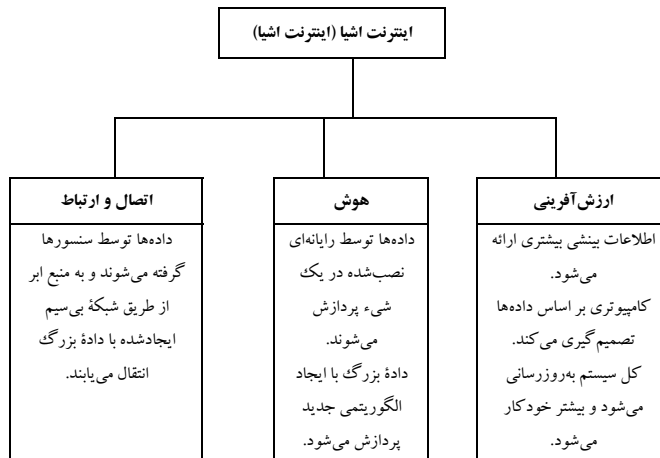 اینترنت اشیا (اینترنت اشیا)
ارزش‌آفرینی
اطلاعات بینشی بیشتری ارائه
می‌شود.
کامپیوتری بر اساس داده‌ها
تصمیم‌گیری می‌کند.
کل سیستم به‌روزرسانی
می‌شود و بیشتر خودکار
می‌شود.
هوش
داده‌ها توسط رایانه‌ای
نصب‌شده در یک
شیء پردازش
می‌شوند.
دادهٔ بزرگ با ایجاد
الگوریتمی جدید
پردازش می‌شود.
اتصال و ارتباط
داده‌ها توسط سنسورها
گرفته می‌شوند و به منبع ابر
از طریق شبکهٔ بی‌سیم
ایجادشده با دادهٔ بزرگ
انتقال می‌یابند.